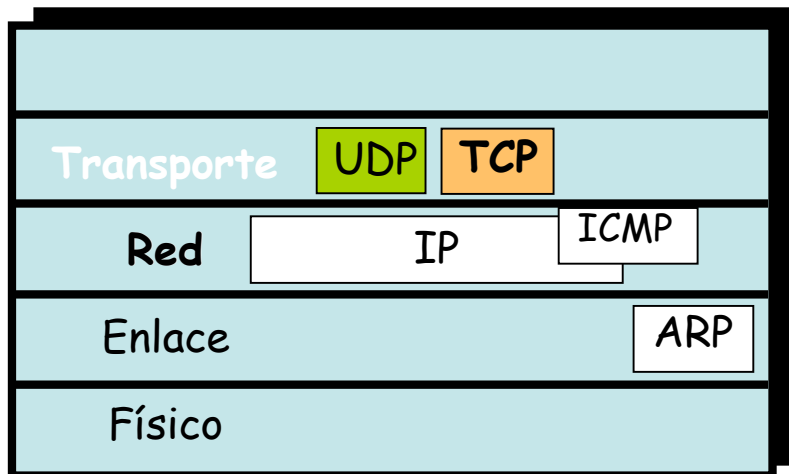 Transporte UDP TCP
Red IP ICMP
Enlace ARP
Físico